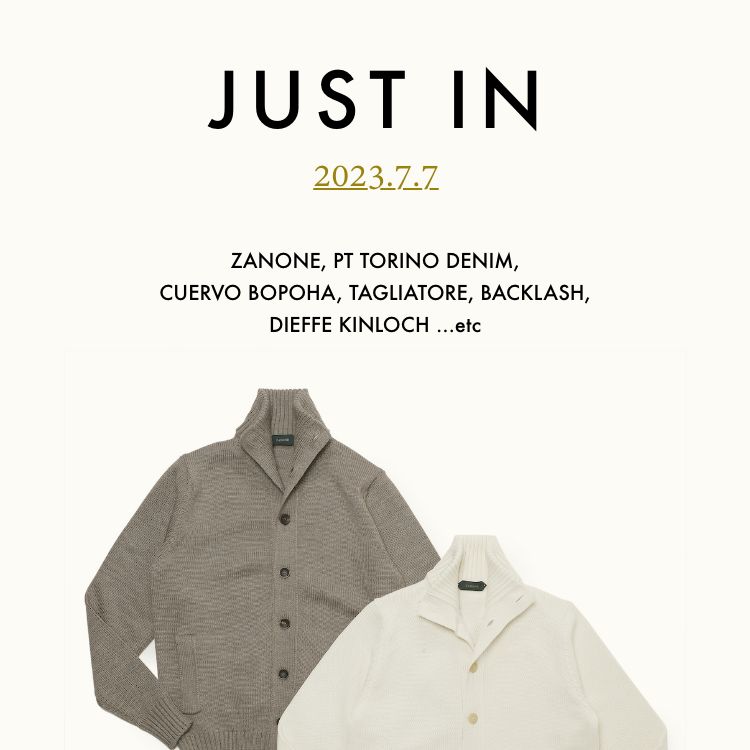 JUST IN
2023.7.7
ZANONE, PT TORINO DENIM,
CUERVO BOPOHA, TAGLIATORE, BACKLASH,
DIEFFE KINLOCH ...etc